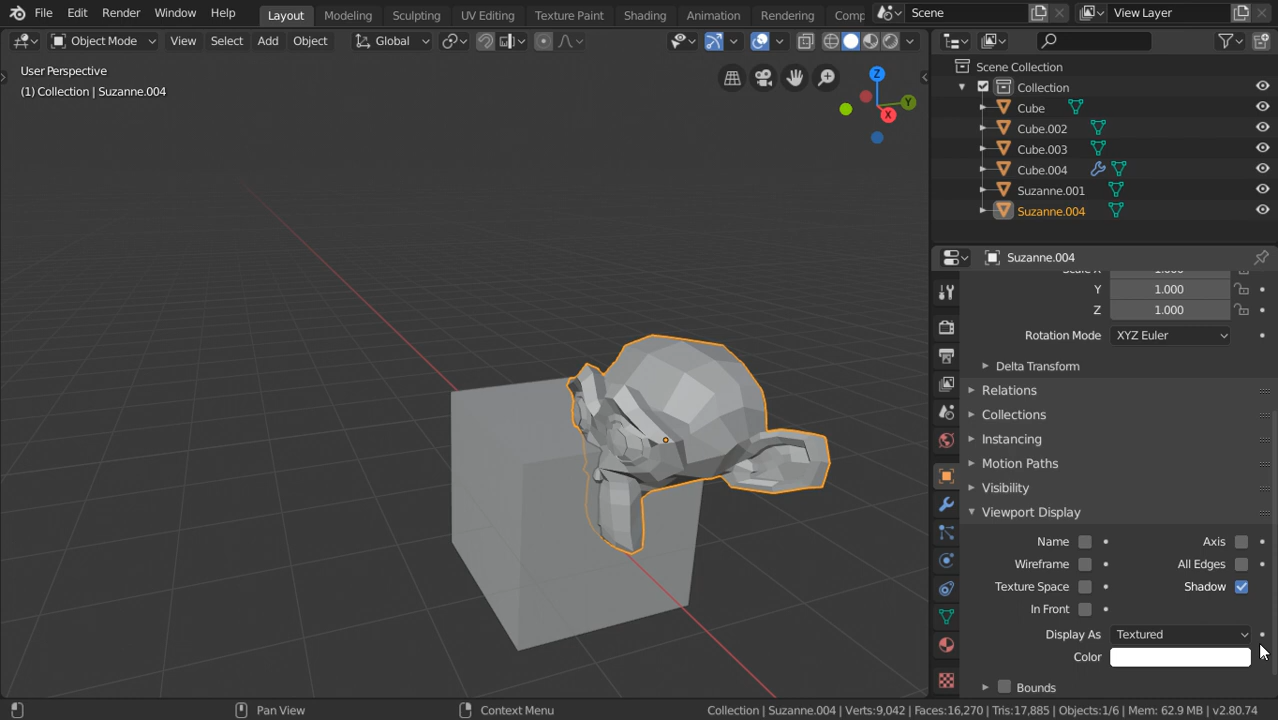 File Edit Render Window Help Layout Modeling Sculpting UV Editing Texture Paint Shading Animation Rendering Comp Scene View Layer
Object Mode View Select Add Object Global
User Perspective
(1) Collection | Suzanne.004
Z
Y
X
Scene Collection
Collection
Cube
Cube.002
Cube.003
Cube.004
Suzanne.001
Suzanne.004
Suzanne.004
Scale X 1.000
Y 1.000
Z 1.000
Rotation Mode XYZ Euler
Delta Transform
Relations
Collections
Instancing
Motion Paths
Visibility
Viewport Display
Name Axis
Wireframe All Edges
Texture Space Shadow
In Front
Display As Textured
Color
Bounds
Pan View Context Menu Collection | Suzanne.004 | Verts:9,042 | Faces:16,270 | Tris:17,885 | Objects:1/6 | Mem: 62.9 MB | v2.80.74